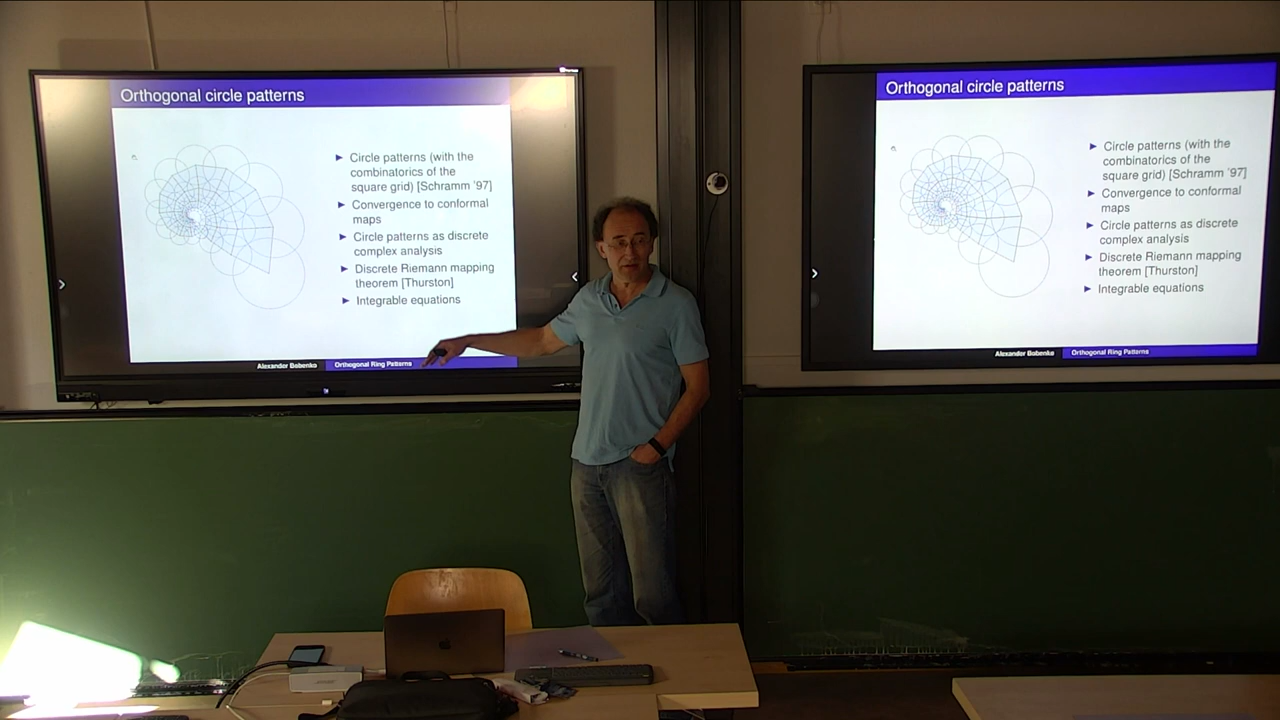 Orthogonal circle patterns
► Circle patterns (with the
combinatorics of the
square grid) [Schramm '97]
► Convergence to conformal
maps
► Circle patterns as discrete
complex analysis
► Discrete Riemann mapping
theorem [Thurston]
► Integrable equations
Alexander Bobenko Orthogonal Ring Patterns
Orthogonal circle patterns
► Circle patterns (with the
combinatorics of the
square grid) [Schramm '97]
► Convergence to conformal
maps
► Circle patterns as discrete
complex analysis
► Discrete Riemann mapping
theorem [Thurston]
► Integrable equations
Alexander Bobenko Orthogonal Ring Patterns